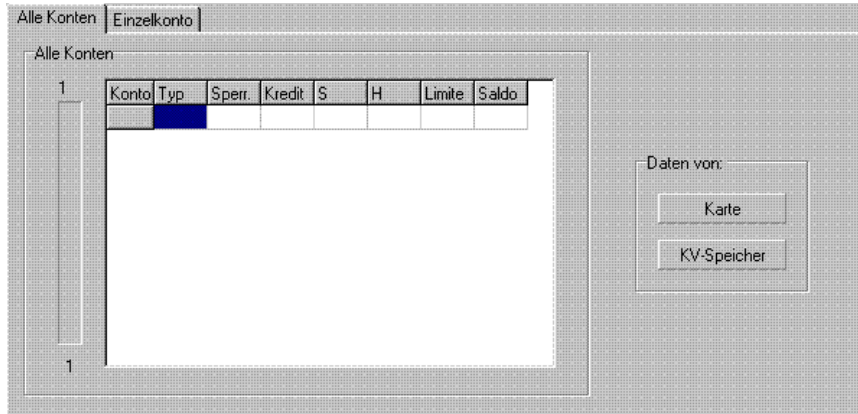 Alle Konten Einzelkonto
Alle Konten
1
Konto Typ Sperr. Kredit S H Limite Saldo
Daten von:
Karte
KV-Speicher
1